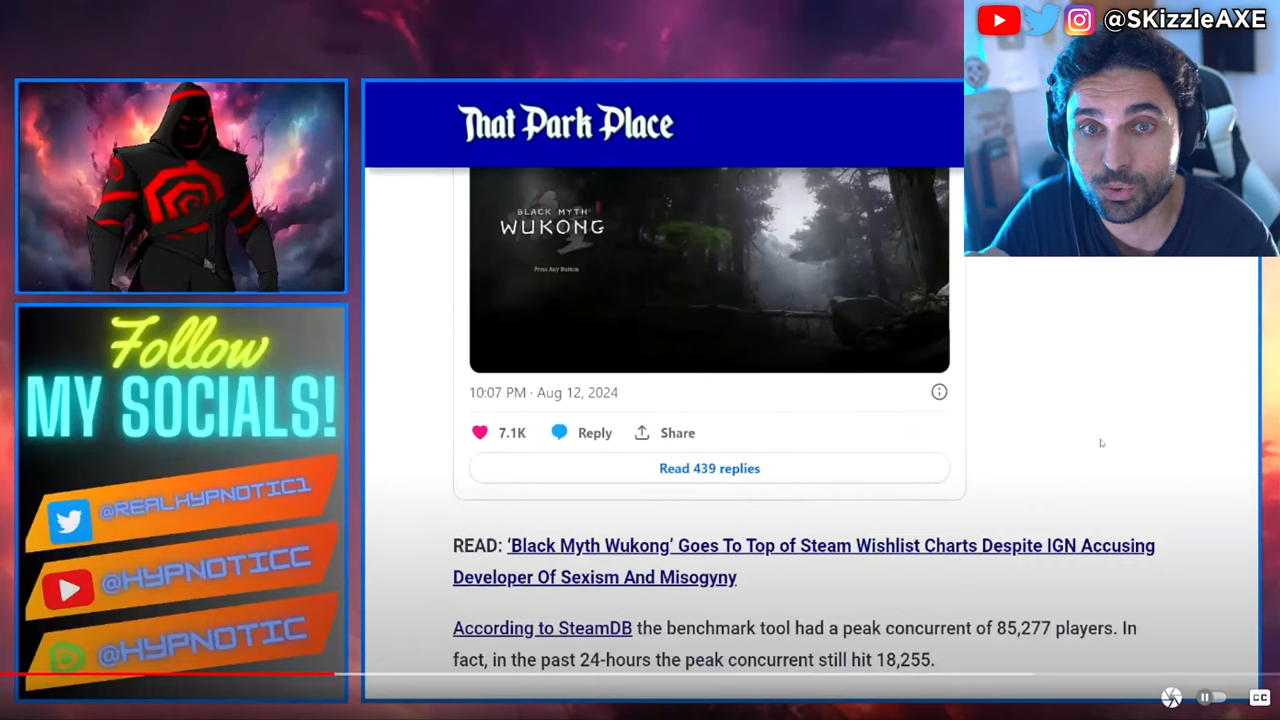 @SKizzleAXE
That Park Place
BLACK MYTH
WUKONG
Press Any Button
10:07 PM · Aug 12, 2024
7.1K Reply Share
Read 439 replies
READ: ‘Black Myth Wukong’ Goes To Top of Steam Wishlist Charts Despite IGN Accusing
Developer Of Sexism And Misogyny
According to SteamDB the benchmark tool had a peak concurrent of 85,277 players. In
fact, in the past 24-hours the peak concurrent still hit 18,255.
Follow
MY SOCIALS!
@REALHYPNOTIC1
@HYPNOTICC
@HYPNOTIC
CC